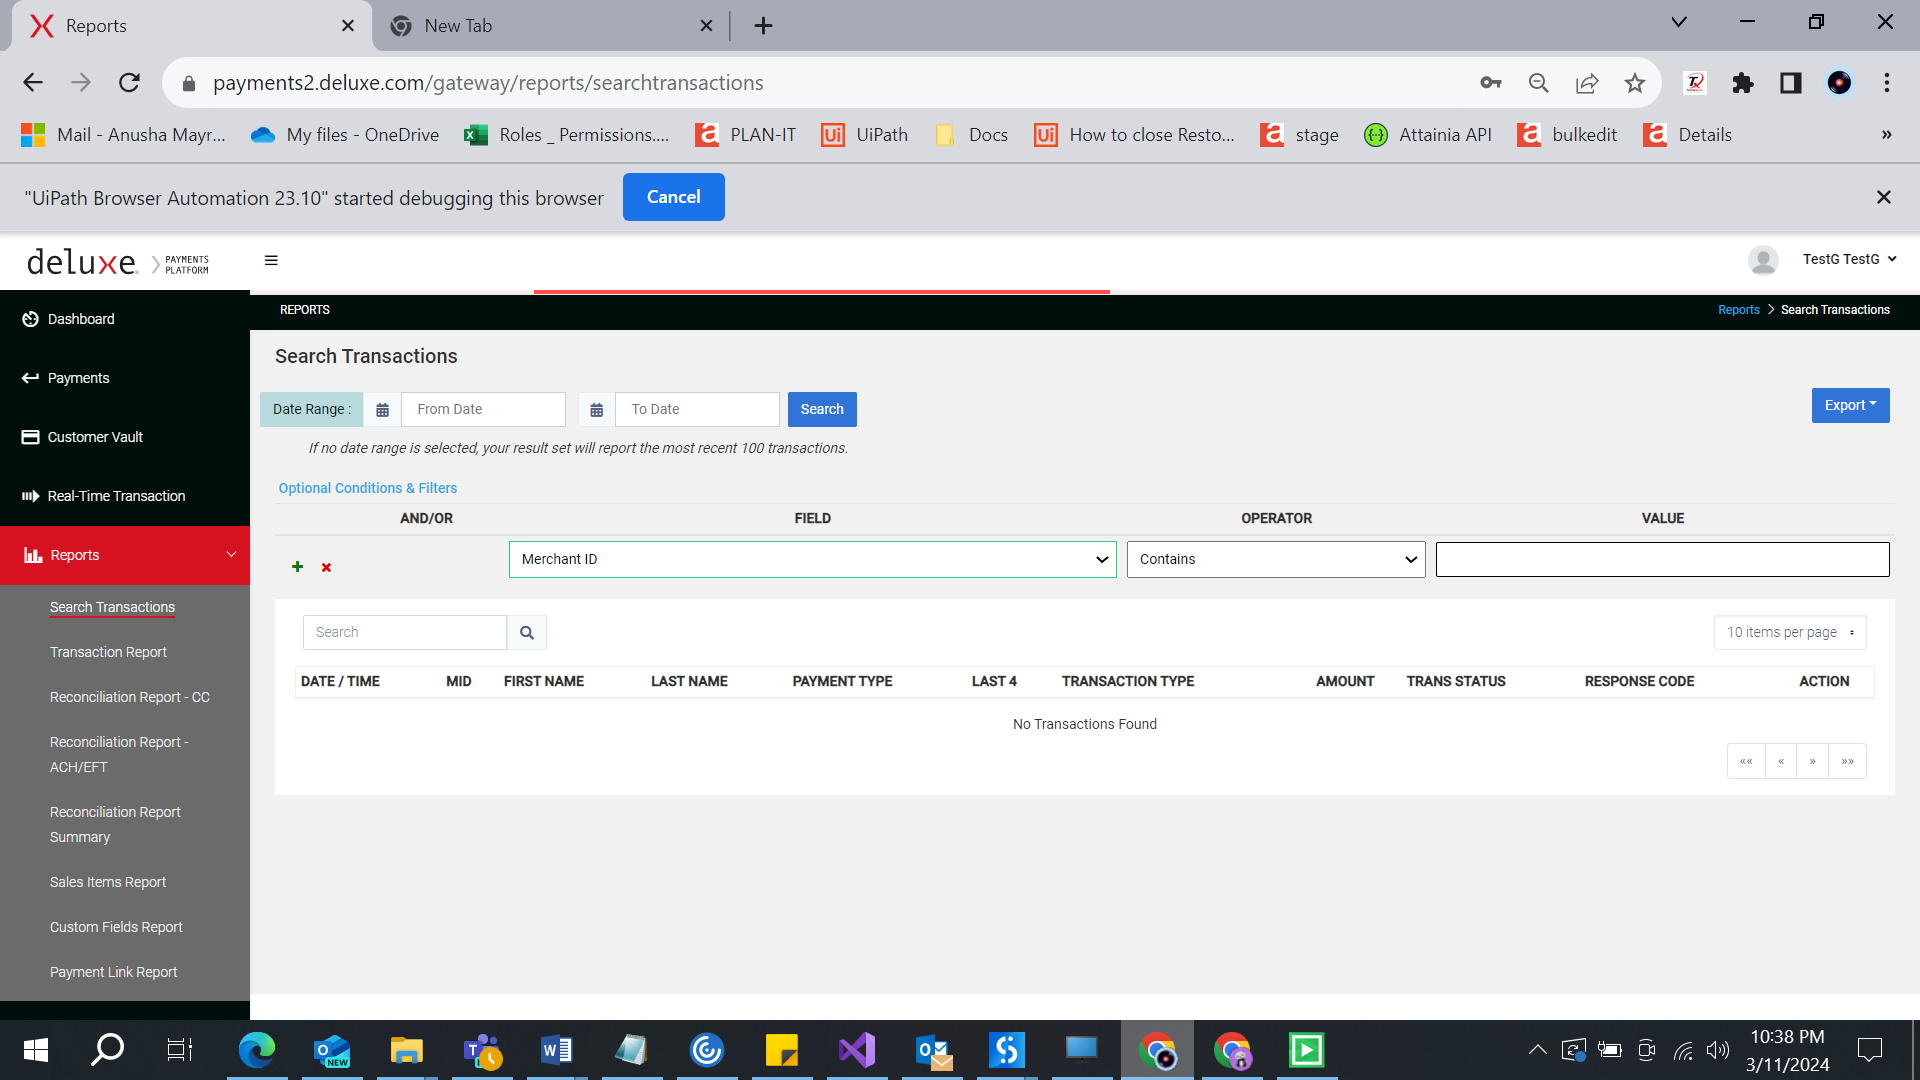 Reports
New Tab
payments2.deluxe.com/gateway/reports/searchtransactions
Mail - Anusha Mayr... My files - OneDrive Roles _ Permissions.... PLAN-IT UiPath Docs How to close Resto... stage Attainia API bulkedit Details »
"UiPath Browser Automation 23.10" started debugging this browser Cancel
deluxe. PAYMENTS PLATFORM
TestG TestG
Dashboard
Payments
Customer Vault
Real-Time Transaction
Reports
Search Transactions
Transaction Report
Reconciliation Report - CC
Reconciliation Report -
ACH/EFT
Reconciliation Report
Summary
Sales Items Report
Custom Fields Report
Payment Link Report
REPORTS
Reports > Search Transactions
Search Transactions
Date Range : From Date To Date Search Export
If no date range is selected, your result set will report the most recent 100 transactions.
Optional Conditions & Filters
AND/OR FIELD OPERATOR VALUE
Merchant ID Contains
Search 10 items per page
DATE / TIME MID FIRST NAME LAST NAME PAYMENT TYPE LAST 4 TRANSACTION TYPE AMOUNT TRANS STATUS RESPONSE CODE ACTION
No Transactions Found
«« « » »»
NEW
10:38 PM
3/11/2024